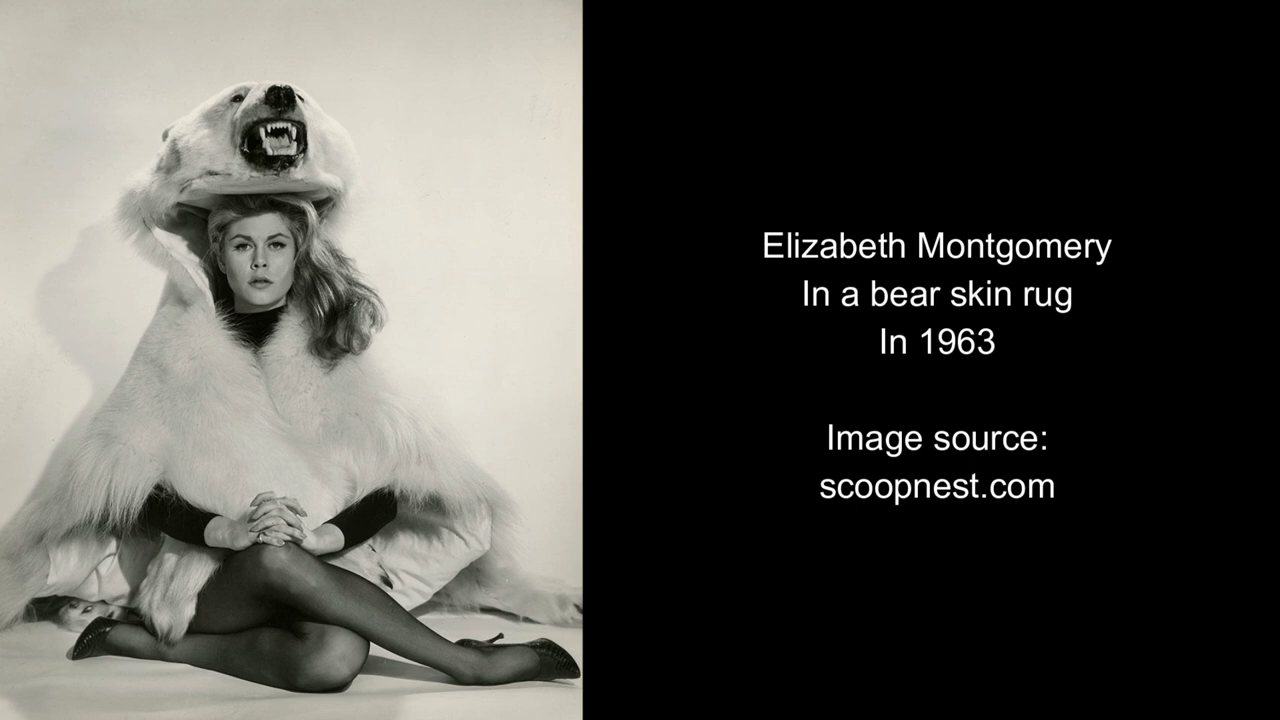 Elizabeth Montgomery
In a bear skin rug
In 1963
Image source:
scoopnest.com